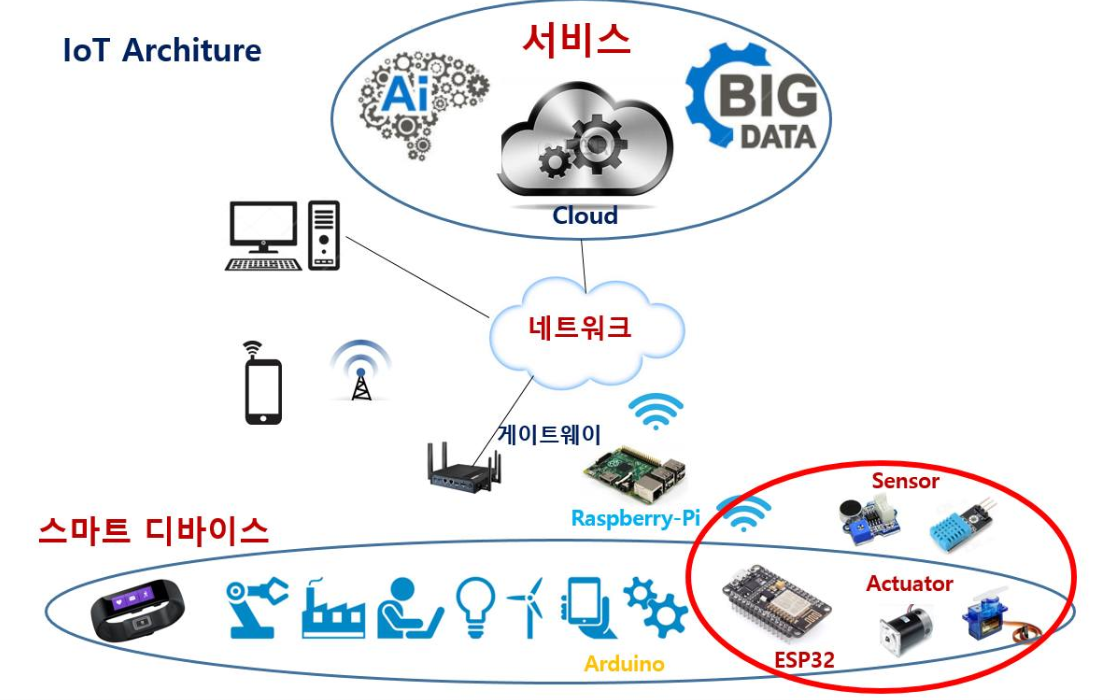 IoT Architure
서비스
Ai
BIG
DATA
Cloud
네트워크
게이트웨이
Raspberry-Pi
Sensor
스마트 디바이스
Actuator
ESP32
Arduino